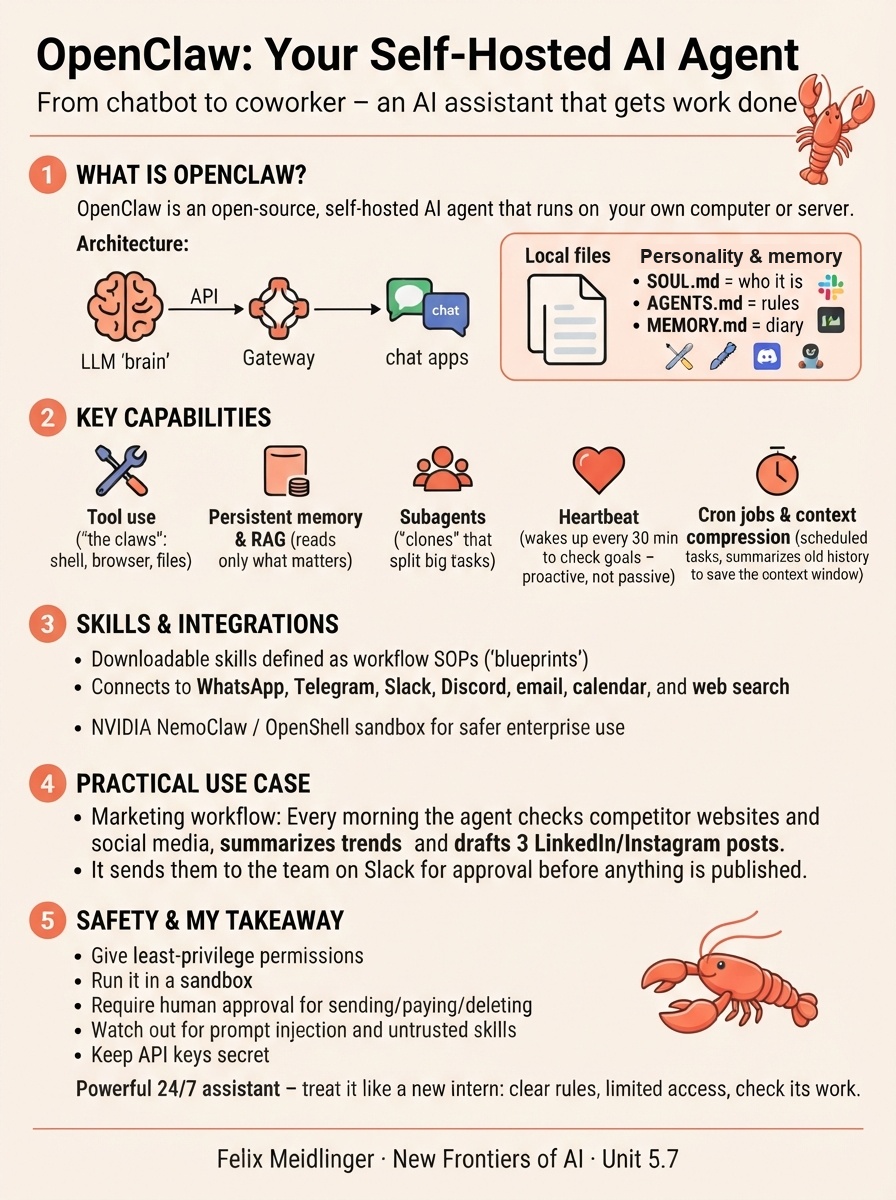 OpenClaw: Your Self-Hosted AI Agent
From chatbot to coworker – an AI assistant that gets work done
1 WHAT IS OPENCLAW?
OpenClaw is an open-source, self-hosted AI agent that runs on your own computer or server.
Architecture:
API
LLM ‘brain’
Gateway
chat
chat apps
Local files
Personality & memory
• SOUL.md = who it is
• AGENTS.md = rules
• MEMORY.md = diary
2 KEY CAPABILITIES
Tool use
("the claws":
shell, browser, files)
Persistent memory
& RAG (reads
only what matters)
Subagents
("clones" that
split big tasks)
Heartbeat
(wakes up every 30 min
to check goals –
proactive, not passive)
Cron jobs & context
compression (scheduled
tasks, summarizes old history
to save the context window)
3 SKILLS & INTEGRATIONS
• Downloadable skills defined as workflow SOPs (‘blueprints’)
• Connects to WhatsApp, Telegram, Slack, Discord, email, calendar, and web search
• NVIDIA NemoClaw / OpenShell sandbox for safer enterprise use
4 PRACTICAL USE CASE
• Marketing workflow: Every morning the agent checks competitor websites and
social media, summarizes trends and drafts 3 LinkedIn/Instagram posts.
• It sends them to the team on Slack for approval before anything is published.
5 SAFETY & MY TAKEAWAY
• Give least-privilege permissions
• Run it in a sandbox
• Require human approval for sending/paying/deleting
• Watch out for prompt injection and untrusted skIlls
• Keep API keys secret
Powerful 24/7 assistant – treat it like a new intern: clear rules, limited access, check its work.
Felix Meidlinger · New Frontiers of AI · Unit 5.7